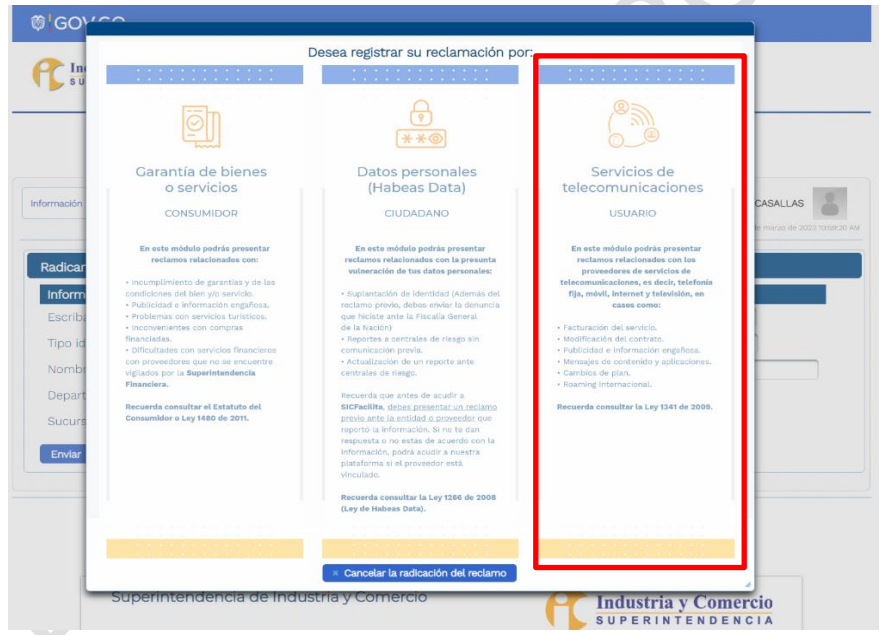 GOV.CO
Desea registrar su reclamación por:
Garantía de bienes
o servicios
CONSUMIDOR
En este módulo podrás presentar
reclamos relacionados con:
• Incumplimiento de garantías y de las
condiciones del bien y/o servicio.
• Publicidad e información engañosa.
• Problemas con servicios turísticos.
• Inconvenientes con compras
financiadas.
• Dificultades con servicios financieros
con proveedores que no se encuentre
vigilados por la Superintendencia
Financiera.
Recuerda consultar el Estatuto del
Consumidor o Ley 1480 de 2011.
Datos personales
(Habeas Data)
CIUDADANO
En este módulo podrás presentar
reclamos relacionados con la presunta
vulneración de tus datos personales:
• Suplantación de identidad (Además del
reclamo previo, debes enviar la denuncia
que hiciste ante la Fiscalía General
de la Nación)
• Reportes a centrales de riesgo sin
comunicación previa.
• Actualización de un reporte ante
centrales de riesgo.
Recuerda que antes de acudir a
SICFacilita, debes presentar un reclamo
previo ante la entidad o proveedor que
reportó la información. Si no te dan
respuesta o no estás de acuerdo con la
información, podrá acudir a nuestra
plataforma si el proveedor está
vinculado.
Recuerda consultar la Ley 1266 de 2008
(Ley de Habeas Data).
Servicios de
telecomunicaciones
USUARIO
En este módulo podrás presentar
reclamos relacionados con los
proveedores de servicios de
telecomunicaciones, es decir, telefonía
fija, móvil, internet y televisión, en
casos como:
• Facturación del servicio.
• Modificación del contrato.
• Publicidad e información engañosa.
• Mensajes de contenido y aplicaciones.
• Cambios de plan.
• Roaming Internacional.
Recuerda consultar la Ley 1341 de 2009.
× Cancelar la radicación del reclamo
Información
CASALLAS
de marzo de 2023 10:59:20 AM
Radicar
Inform
Escriba
Tipo id
Nomb
Depart
Sucurs
Enviar
Superintendencia de Industria y Comercio
Industria y Comercio
SUPERINTENDENCIA